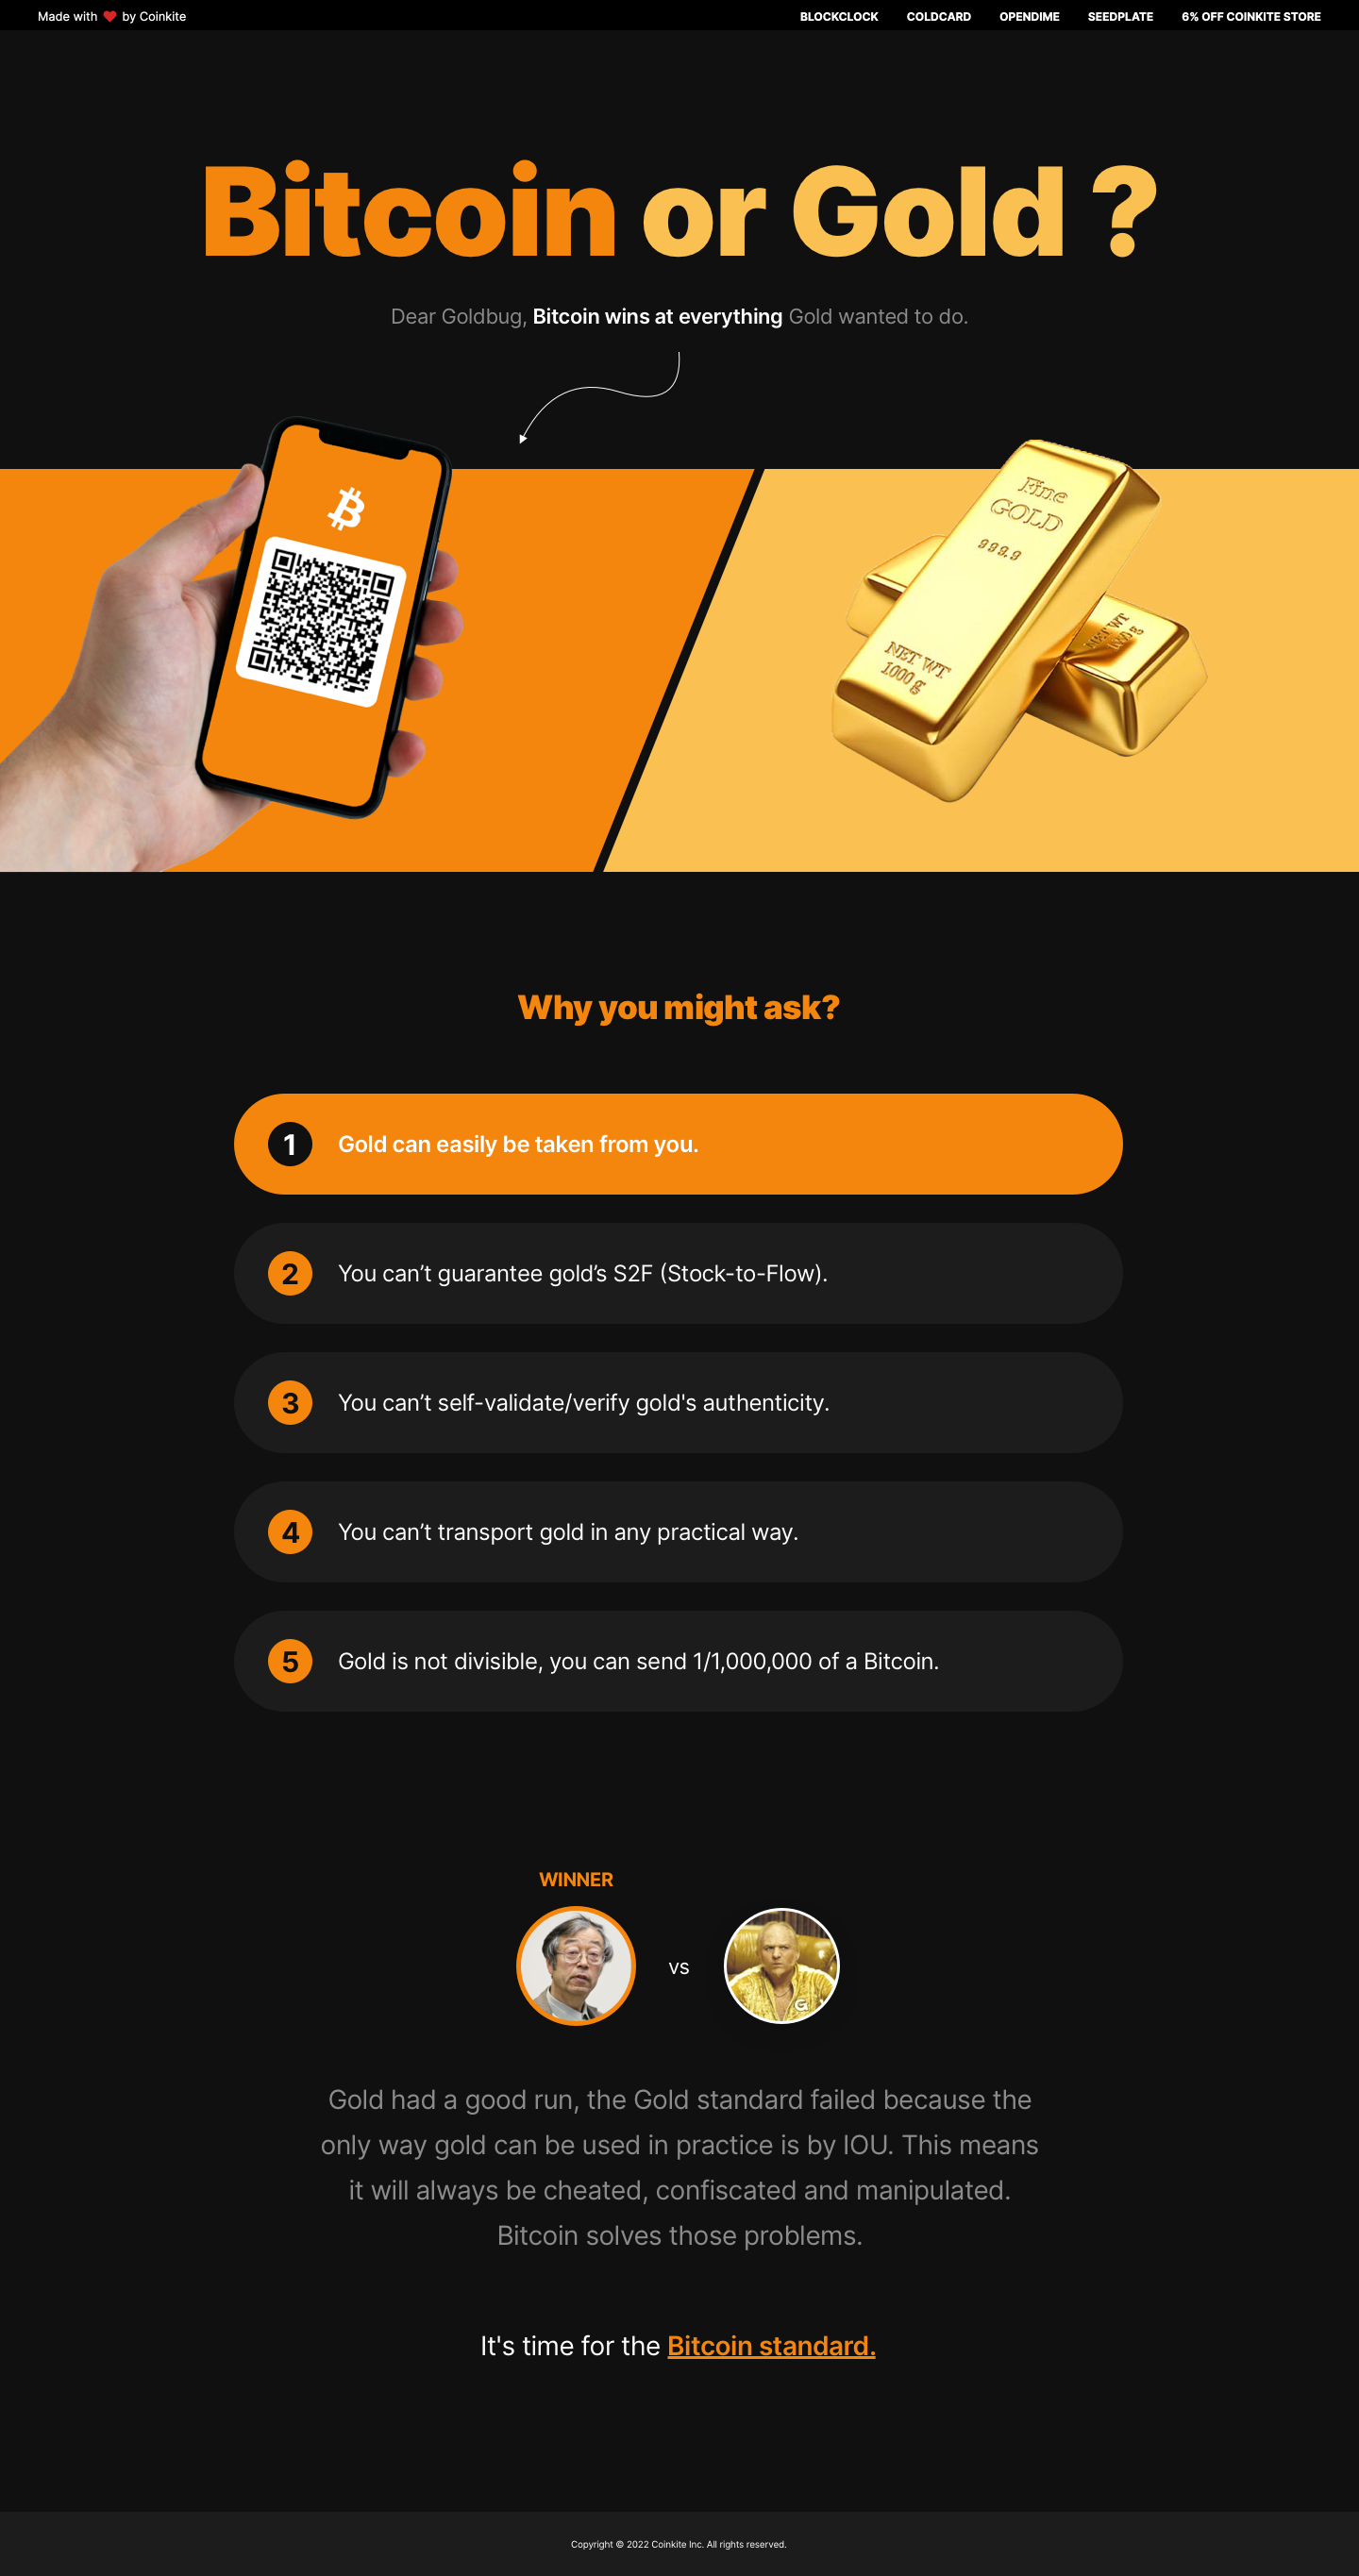 Made with ❤ by Coinkite
BLOCKCLOCK COLDCARD OPENDIME SEEDPLATE 6% OFF COINKITE STORE
Bitcoin or Gold ?
Dear Goldbug, Bitcoin wins at everything Gold wanted to do.
Fine
GOLD
999.9
NET WT
1000 g
NET WT
1000 g
Why you might ask?
1 Gold can easily be taken from you.
2 You can’t guarantee gold’s S2F (Stock-to-Flow).
3 You can’t self-validate/verify gold's authenticity.
4 You can’t transport gold in any practical way.
5 Gold is not divisible, you can send 1/1,000,000 of a Bitcoin.
WINNER
vs
G
Gold had a good run, the Gold standard failed because the
only way gold can be used in practice is by IOU. This means
it will always be cheated, confiscated and manipulated.
Bitcoin solves those problems.
It's time for the Bitcoin standard.
Copyright © 2022 Coinkite Inc. All rights reserved.